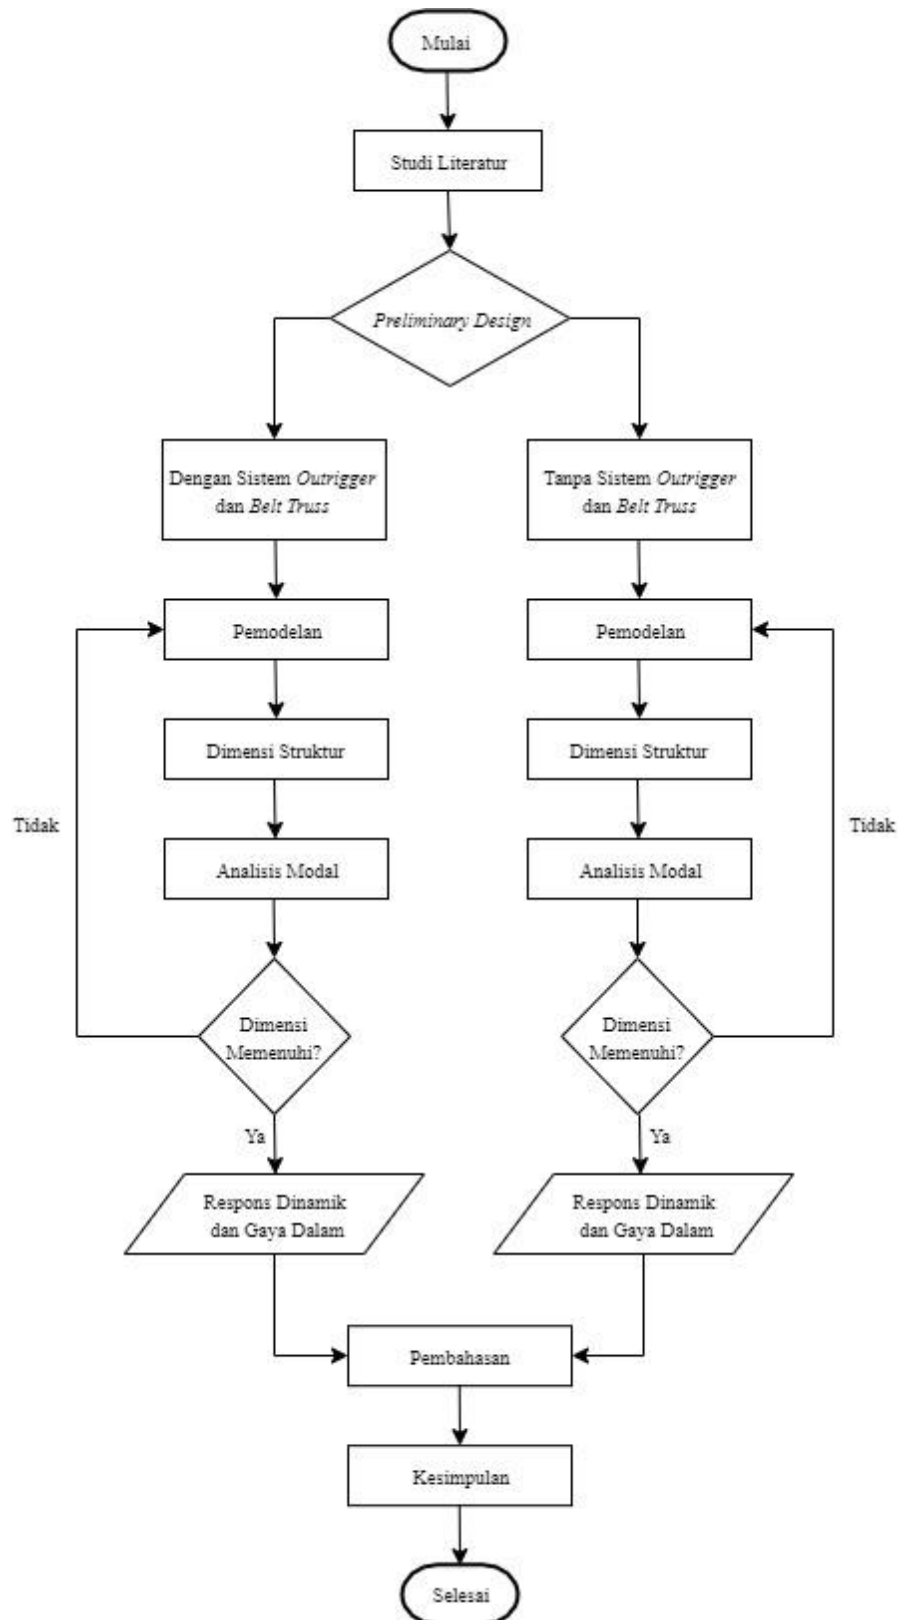 Mulai
Studi Literatur
Preliminary Design
Dengan Sistem Outrigger
dan Belt Truss
Tanpa Sistem Outrigger
dan Belt Truss
Pemodelan
Pemodelan
Dimensi Struktur
Dimensi Struktur
Tidak
Tidak
Analisis Modal
Analisis Modal
Dimensi
Memenuhi?
Dimensi
Memenuhi?
Ya
Ya
Respons Dinamik
dan Gaya Dalam
Respons Dinamik
dan Gaya Dalam
Pembahasan
Kesimpulan
Selesai